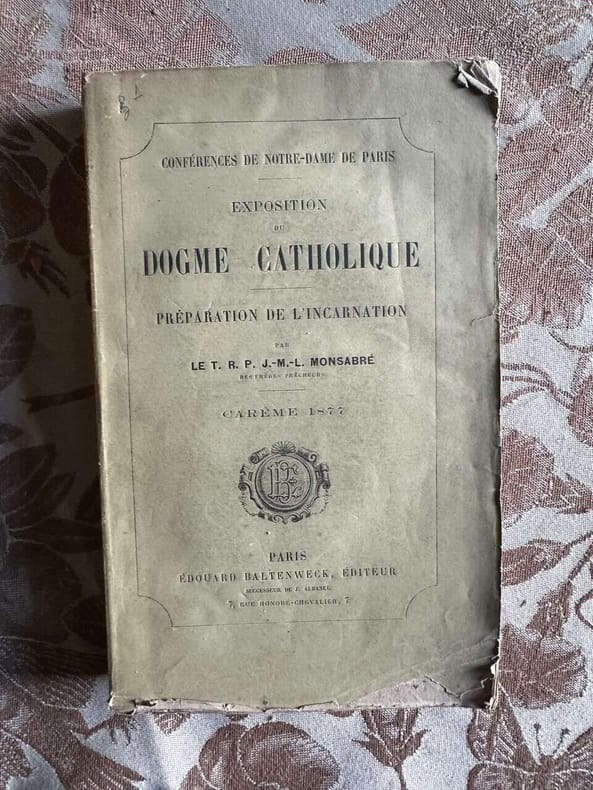 CONFÉRENCES DE NOTRE-DAME DE PARIS
EXPOSITION
DU
DOGME CATHOLIQUE
PRÉPARATION DE L'INCARNATION
PAR
LE T. R. P. J.-M.-L. MONSABRÉ
DES FRÈRES PRÊCHEURS
CARÊME 1877
PARIS
ÉDOUARD BALTENWECK, ÉDITEUR
SUCCESSEUR DE J. ALBANEL
7, RUE HONORÉ-CHEVALIER, 7